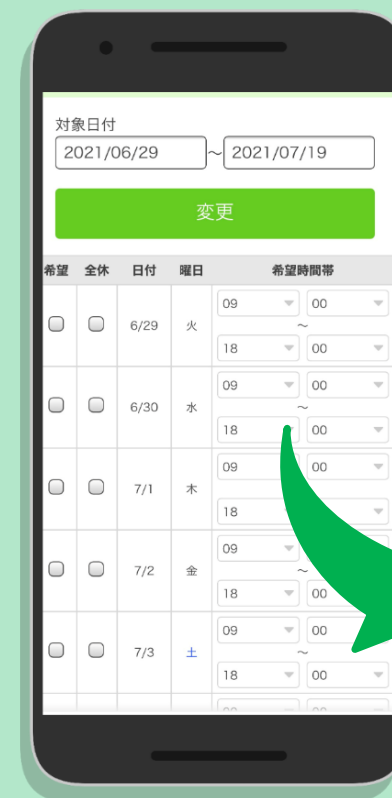 対象日付
2021/06/29 ～ 2021/07/19
変更
希望 全休 日付 曜日 希望時間帯
09 00
6/29 火 ～
18 00
09 00
6/30 水 ～
18 00
09 00
7/1 木
18
09
7/2 金 ～
18 00
09 00
7/3 土 ～
18 00